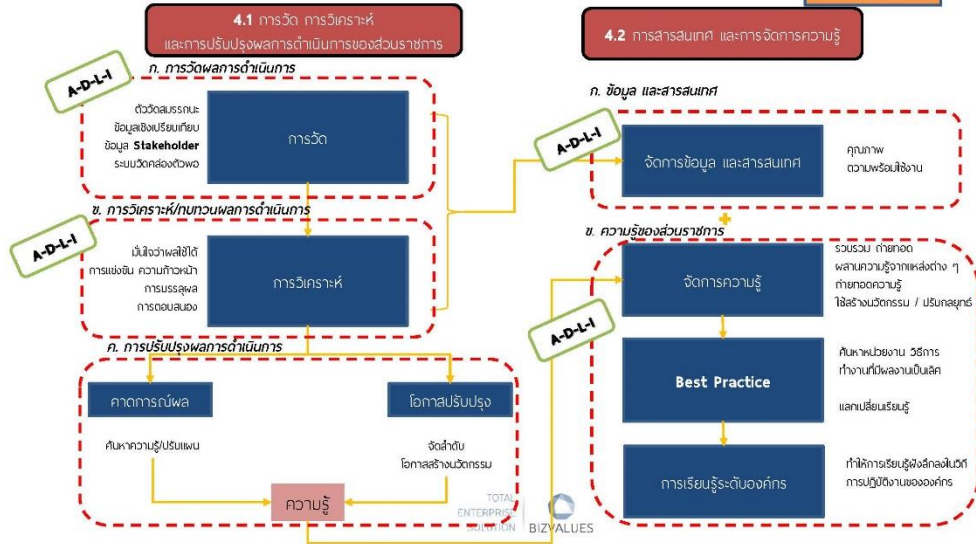 4.1 การวัด การวิเคราะห์
และการปรับปรุงผลการดำเนินการของส่วนราชการ
ก. การวัดผลการดำเนินการ
A-D-L-I
ตัววัดสมรรถนะ
ข้อมูลเชิงเปรียบเทียบ
ข้อมูล Stakeholder
ระบบวัดคล่องตัวพอ
การวัด
ข. การวิเคราะห์/ทบทวนผลการดำเนินการ
A-D-L-I
มั่นใจว่าผลใช้ได้
การแข่งขัน ความก้าวหน้า
การบรรลุผล
การตอบสนอง
การวิเคราะห์
ค. การปรับปรุงผลการดำเนินการ
คาดการณ์ผล
โอกาสปรับปรุง
ค้นหาความรู้/ปรับแผน
จัดลำดับ
โอกาสสร้างนวัตกรรม
ความรู้
4.2 การสารสนเทศ และการจัดการความรู้
ก. ข้อมูล และสารสนเทศ
A-D-L-I
จัดการข้อมูล และสารสนเทศ
คุณภาพ
ความพร้อมใช้งาน
+
ข. ความรู้ของส่วนราชการ
A-D-L-I
จัดการความรู้
รวบรวม ถ่ายทอด
ผสานความรู้จากแหล่งต่าง ๆ
ถ่ายทอดความรู้
ใช้สร้างนวัตกรรม / ปรับกลยุทธ์
Best Practice
ค้นหาหน่วยงาน วิธีการ
ทำงานที่มีผลงานเป็นเลิศ
แลกเปลี่ยนเรียนรู้
การเรียนรู้ระดับองค์กร
ทำให้การเรียนรู้ฝังลึกลงในวิถี
การปฏิบัติงานขององค์กร
TOTAL
ENTERPRISE
SOLUTION
BIZVALUES